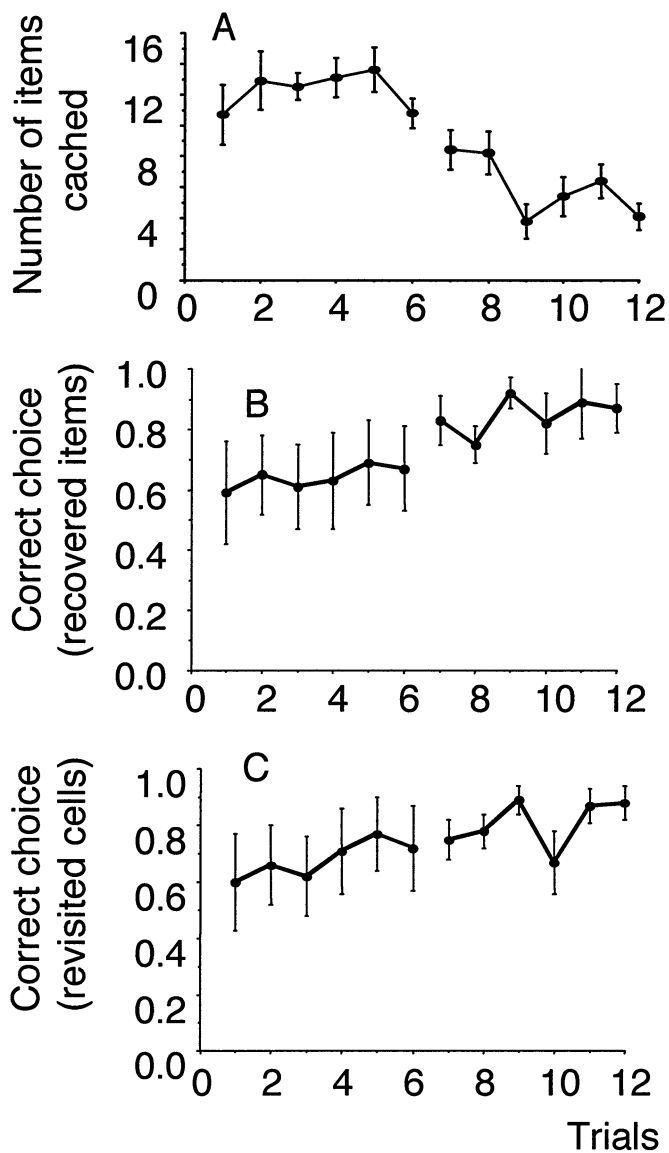 A
Number of items
cached
16
12
8
4
0
0 2 4 6 8 10 12
B
Correct choice
(recovered items)
1.0
0.8
0.6
0.4
0.2
0.0
0 2 4 6 8 10 12
C
Correct choice
(revisited cells)
1.0
0.8
0.6
0.4
0.2
0.0
0 2 4 6 8 10 12
Trials